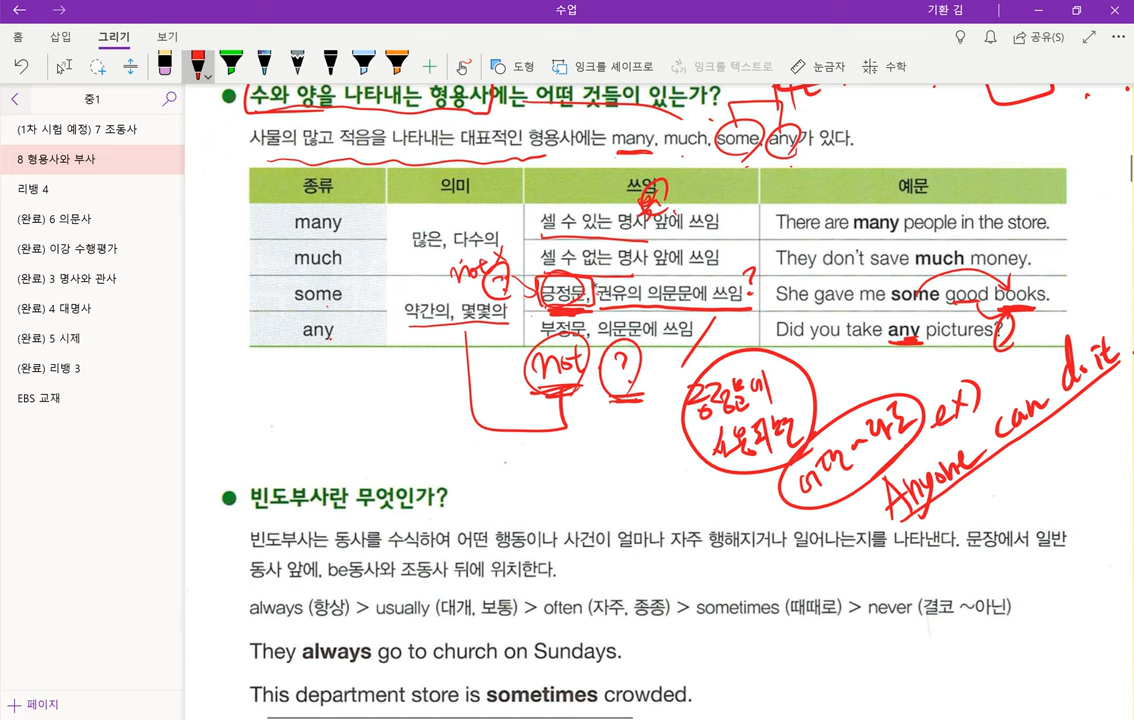 수업
기환 김
홈 삽입 그리기 보기
공유(S)
도형 잉크를 셰이프로 잉크를 텍스트로 눈금자 수학
중1
(1차 시험 예정) 7 조동사
8 형용사와 부사
리뱅 4
(완료) 6 의문사
(완료) 이강 수행평가
(완료) 3 명사와 관사
(완료) 4 대명사
(완료) 5 시제
(완료) 리뱅 3
EBS 교재
페이지
수와 양을 나타내는 형용사에는 어떤 것들이 있는가?
사물의 많고 적음을 나타내는 대표적인 형용사에는 many, much, some, any가 있다.
종류 의미 쓰임 예문
many 많은, 다수의 셀 수 있는 명사 앞에 쓰임 There are many people in the store.
much 셀 수 없는 명사 앞에 쓰임 They don't save much money.
not x
?
some 약간의, 몇몇의 긍정문, 권유의 의문문에 쓰임 ? She gave me some good books.
any 부정문, 의문문에 쓰임 Did you take any pictures?
not ?
긍정문에
사용되면
어떤~라도
ex)
Anyone can do it
빈도부사란 무엇인가?
빈도부사는 동사를 수식하여 어떤 행동이나 사건이 얼마나 자주 행해지거나 일어나는지를 나타낸다. 문장에서 일반
동사 앞에, be동사와 조동사 뒤에 위치한다.
always (항상) > usually (대개, 보통) > often (자주, 종종) > sometimes (때때로) > never (결코 ~아닌)
They always go to church on Sundays.
This department store is sometimes crowded.